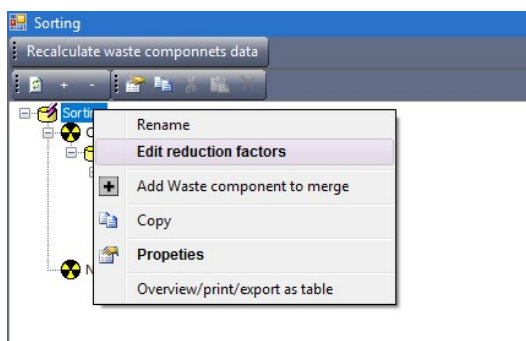 Sorting
Recalculate waste componnets data
+ -
Sortin
C
Rename
Edit reduction factors
Add Waste component to merge
Copy
Propeties
N
Overview/print/export as table